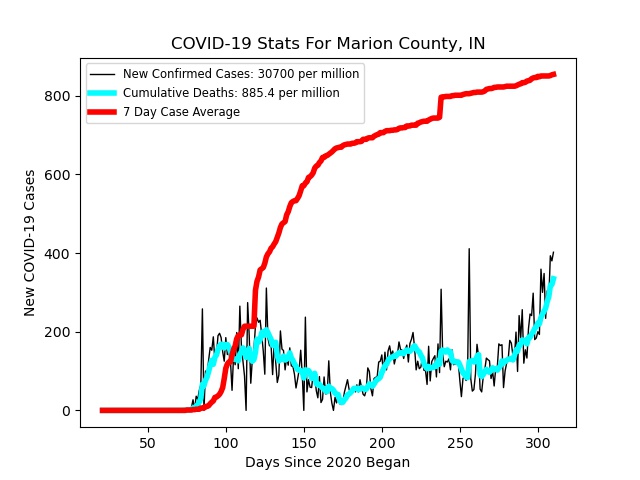 COVID-19 Stats For Marion County, IN
New Confirmed Cases: 30700 per million
Cumulative Deaths: 885.4 per million
7 Day Case Average
800
600
400
200
0
New COVID-19 Cases
50 100 150 200 250 300
Days Since 2020 Began